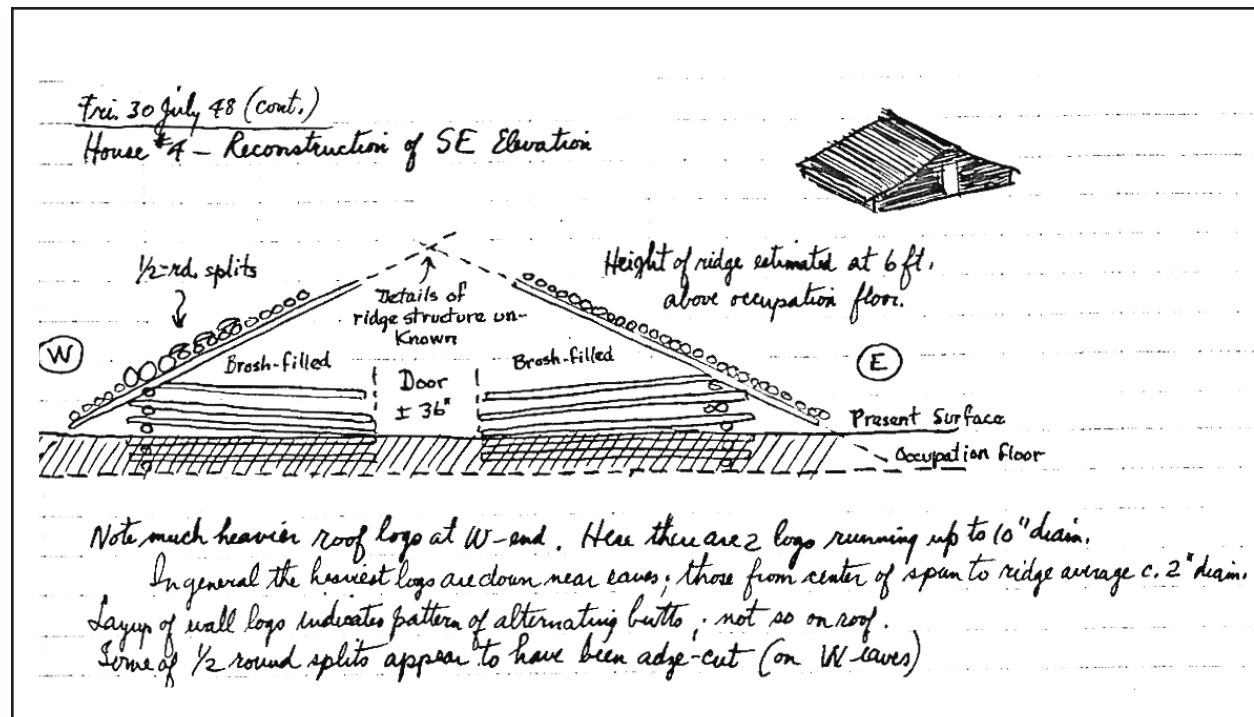 Fri. 30 July 48 (cont.)
House #4 – Reconstruction of SE Elevation
1/2-rd. splits
Details of
ridge structure un-
known
Height of ridge estimated at 6 ft.
above occupation floor.
W
Brush-filled
Door
± 36"
Brush-filled
E
Present Surface
Occupation Floor
Note much heavier roof logs at W-end. Here there are 2 logs running up to 10" diam.
In general the heaviest logs are down near eaves; those from center of span to ridge average c. 2" diam.
Layup of wall logs indicates pattern of alternating butts; not so on roof.
Some of 1/2 round splits appear to have been adze-cut (on W eaves)